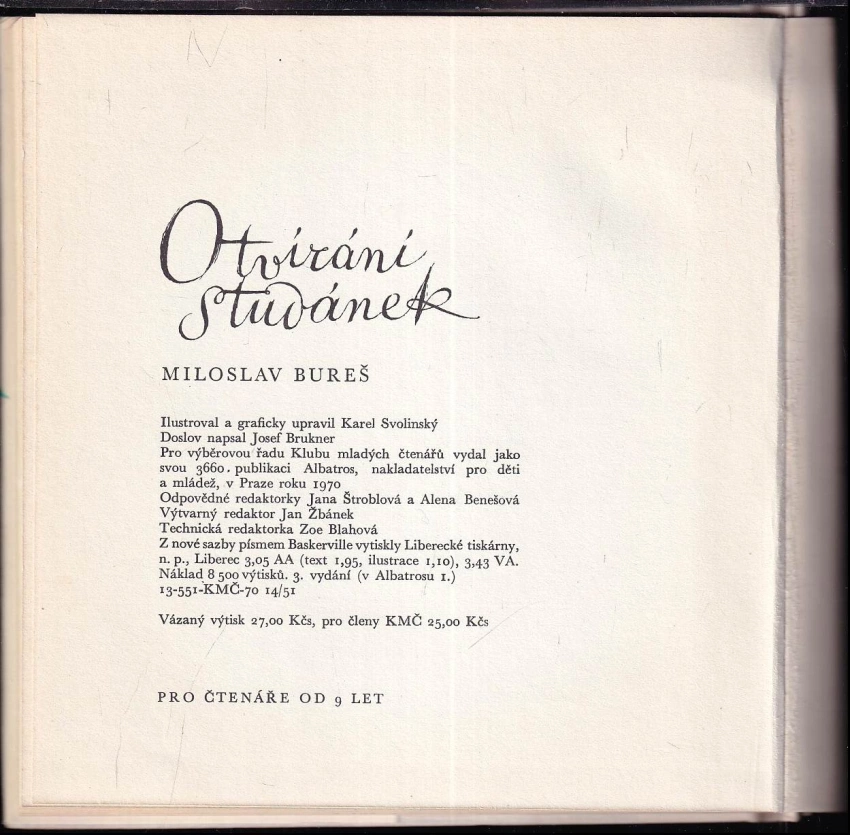 Otvírání
studánek
MILOSLAV BUREŠ
Ilustroval a graficky upravil Karel Svolinský
Doslov napsal Josef Brukner
Pro výběrovou řadu Klubu mladých čtenářů vydal jako
svou 3660. publikaci Albatros, nakladatelství pro děti
a mládež, v Praze roku 1970
Odpovědné redaktorky Jana Štroblová a Alena Benešová
Výtvarný redaktor Jan Žbánek
Technická redaktorka Zoe Blahová
Z nové sazby písmem Baskerville vytiskly Liberecké tiskárny,
n. p., Liberec 3,05 AA (text 1,95, ilustrace 1,10), 3,43 VA.
Náklad 8 500 výtisků. 3. vydání (v Albatrosu 1.)
13-551-KMČ-70 14/51
Vázaný výtisk 27,00 Kčs, pro členy KMČ 25,00 Kčs
PRO ČTENÁŘE OD 9 LET